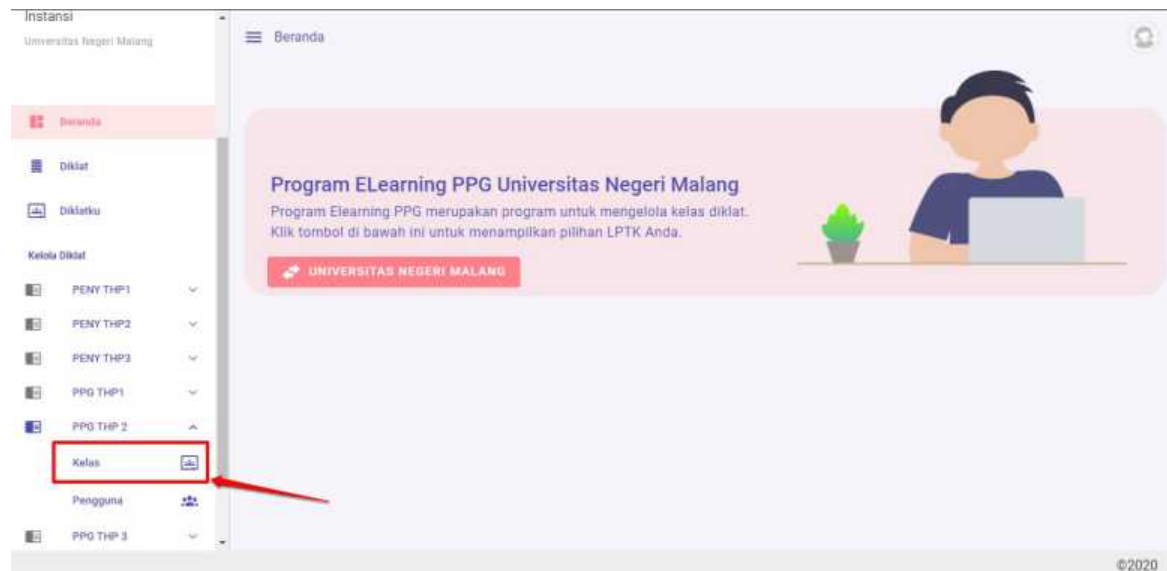 Instansi
Universitas Negeri Malang
Beranda
Beranda
Diklat
Diklatku
Kelola Diklat
PENY THP1
PENY THP2
PENY THP3
PPG THP1
PPG THP 2
Kelas
Pengguna
PPG THP 3
Program ELearning PPG Universitas Negeri Malang
Program Elearning PPG merupakan program untuk mengelola kelas diklat.
Klik tombol di bawah ini untuk menampilkan pilihan LPTK Anda.
UNIVERSITAS NEGERI MALANG
©2020